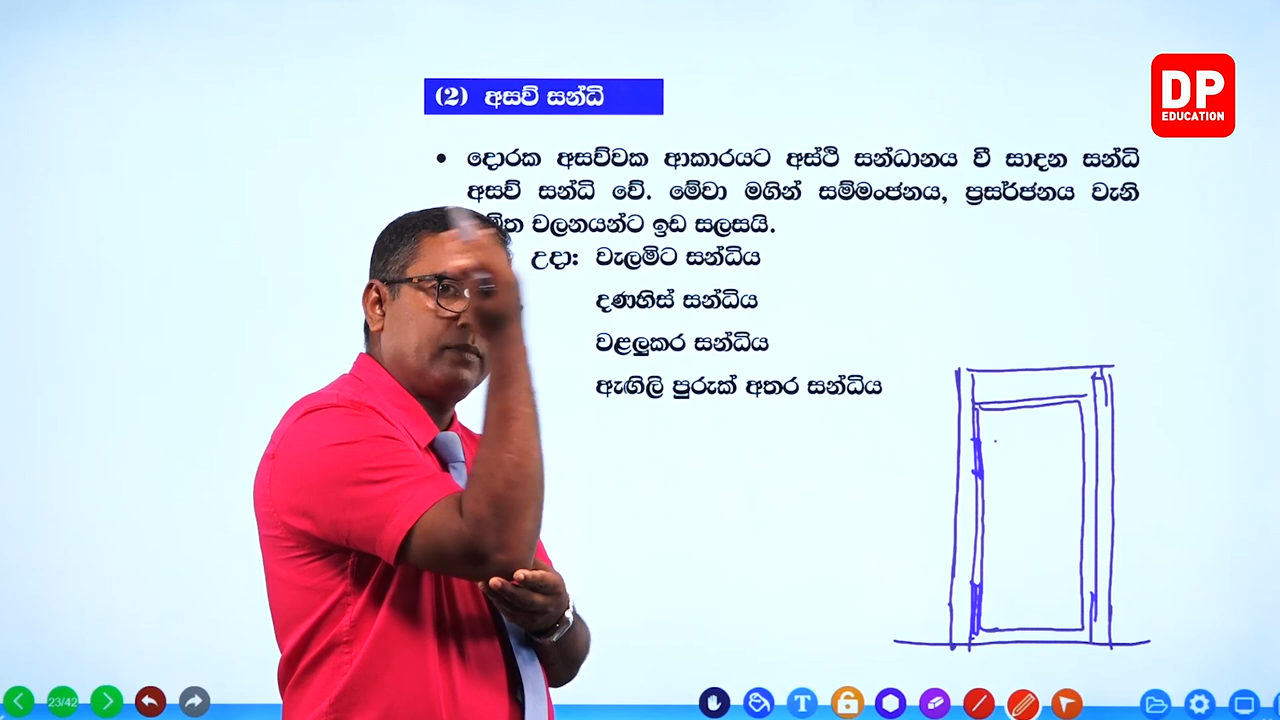 DP
EDUCATION
(2) අසව් සන්ධි
• දොරක අසව්වක ආකාරයට අස්ථි සන්ධානය වී සාදන සන්ධි
අසව් සන්ධි වේ. මේවා මගින් සම්මංජනය, ප්‍රසර්ජනය වැනි
චලනයන්ට ඉඩ සලසයි.
උදා: වැලමිට සන්ධිය
දණහිස් සන්ධිය
වළලුකර සන්ධිය
ඇඟිලි පුරුක් අතර සන්ධිය
23/42
T